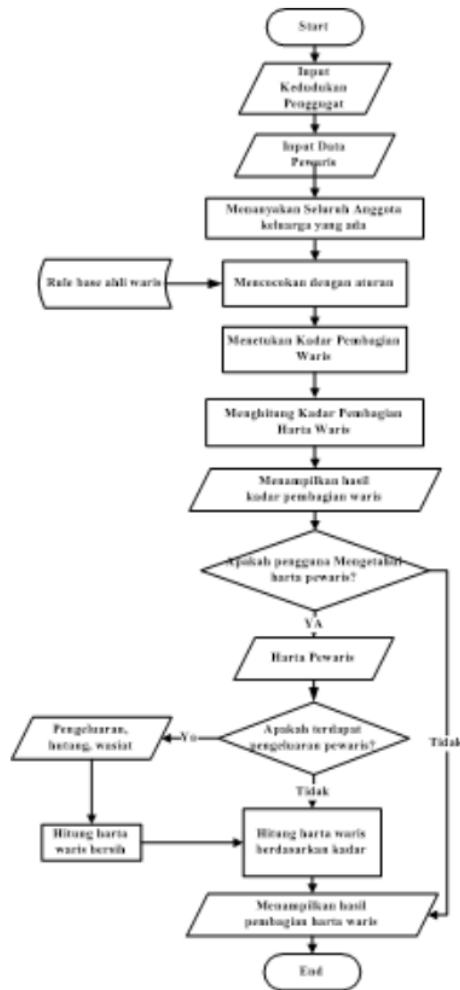 Start
Input
Kedudukan
Penggugat
Input Data
Pewaris
Menanyakan Seluruh Anggota
keluarga yang ada
Rule base ahli waris
Mencocokan dengan aturan
Menetukan Kadar Pembagian
Waris
Menghitung Kadar Pembagian
Harta Waris
Menampilkan hasil
kadar pembagian waris
Apakah pengguna Mengetahui
harta pewaris?
YA
Harta Pewaris
Pengeluaran,
hutang, wasiat
Ya
Apakah terdapat
pengeluaran pewaris?
Tidak
Tidak
Hitung harta
waris bersih
Hitung harta waris
berdasarkan kadar
Menampilkan hasil
pembagian harta waris
End